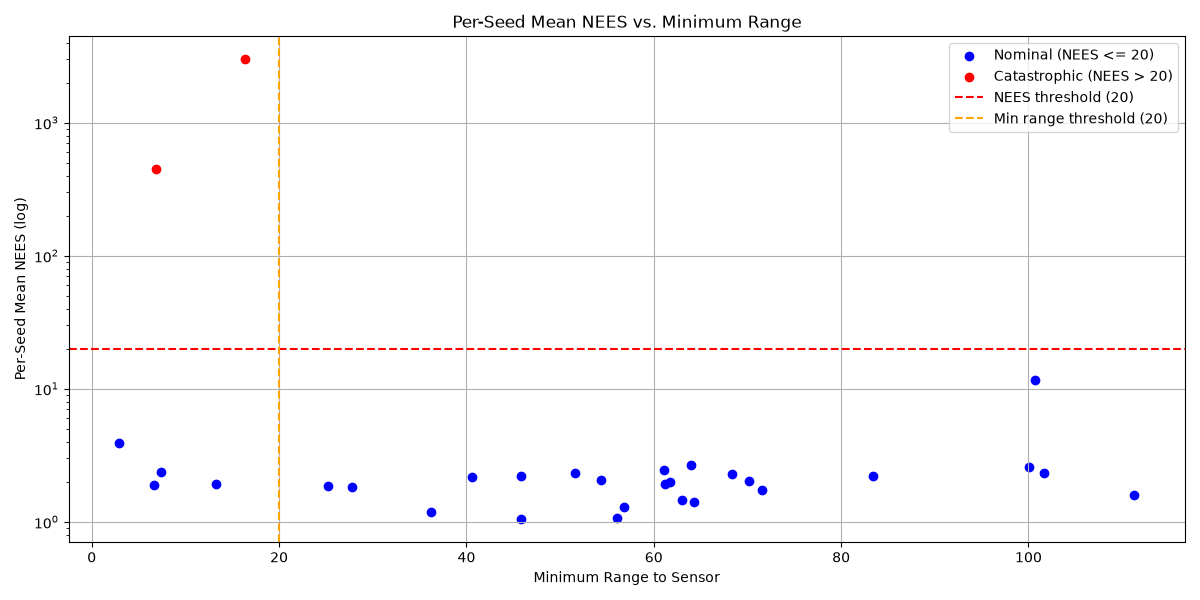 Per-Seed Mean NEES vs. Minimum Range
Nominal (NEES <= 20)
Catastrophic (NEES > 20)
NEES threshold (20)
Min range threshold (20)
Per-Seed Mean NEES (log)
10³
10²
10¹
10⁰
0 20 40 60 80 100
Minimum Range to Sensor